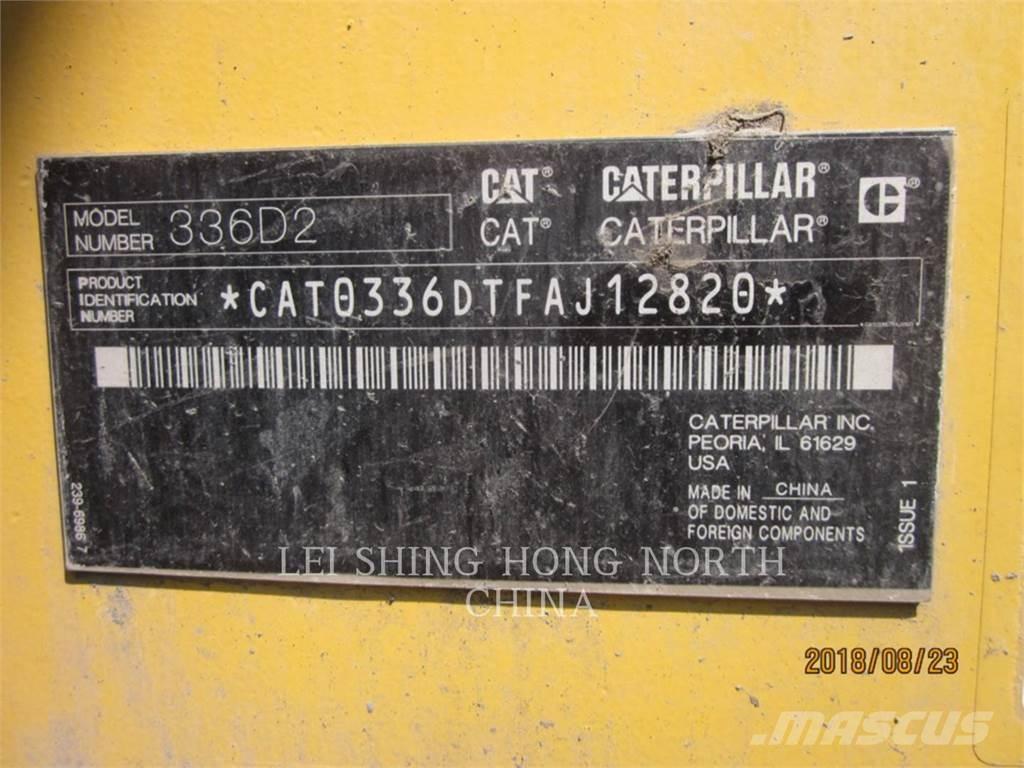 CAT® CATERPILLAR®
CAT® CATERPILLAR®
MODEL NUMBER 336D2
PRODUCT
IDENTIFICATION
NUMBER
*CAT0336DTFAJ12820*
CATERPILLAR INC.
PEORIA, IL 61629
USA
MADE IN CHINA
OF DOMESTIC AND
FOREIGN COMPONENTS
239-6986 7
ISSUE 1
LEI SHING HONG NORTH
CHINA
2018/08/23
MASCUS